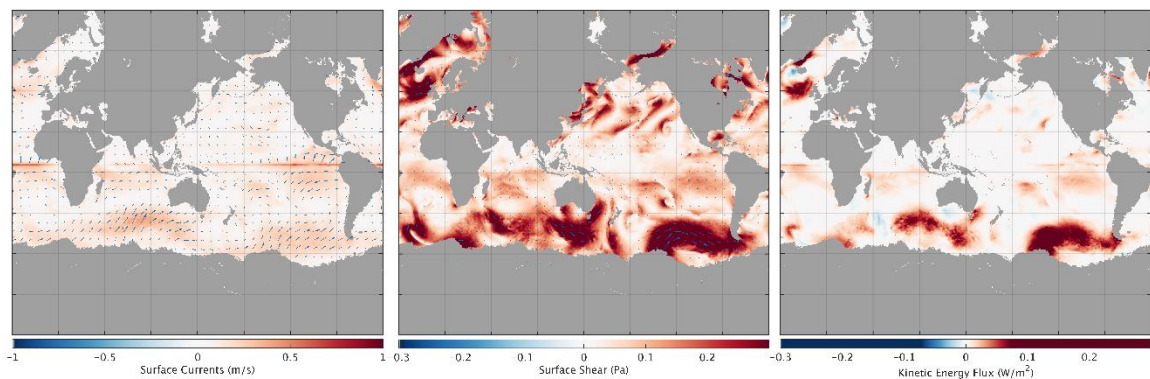 -1 -0.5 0 0.5 1
Surface Currents (m/s)
-0.3 0.2 0.1 0 0.1 0.2
Surface Shear (Pa)
-0.3 -0.2 -0.1 0 0.1 0.2
Kinetic Energy Flux (W/m²)